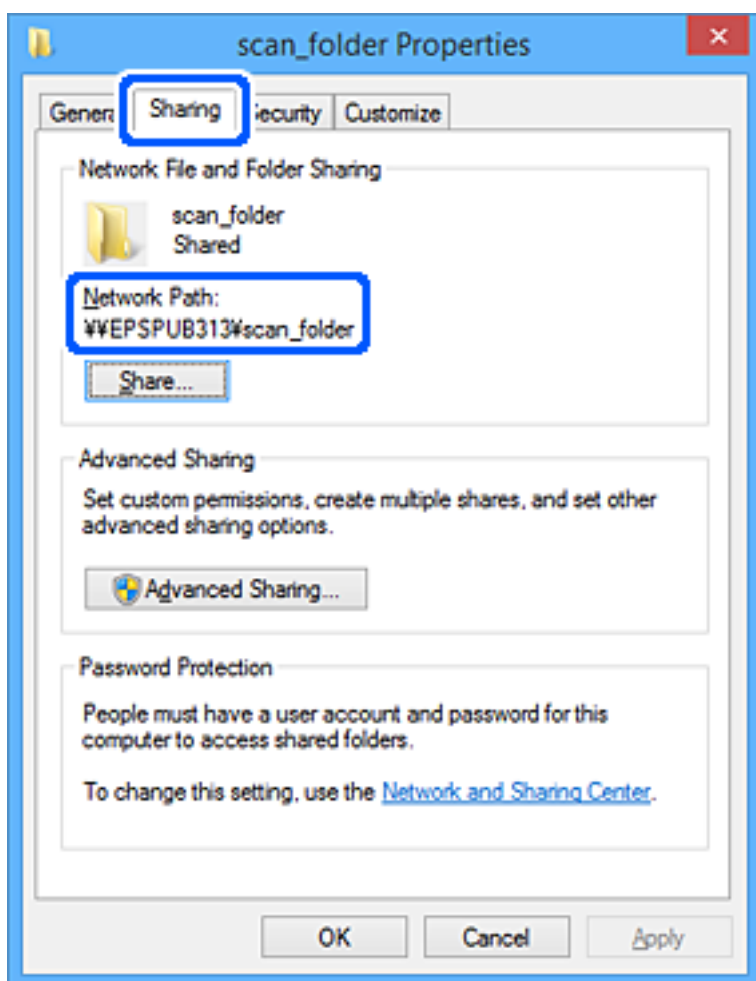 scan_folder Properties
Sharing
Customize
Network File and Folder Sharing
scan_folder
Shared
Network Path:
¥¥EPSPUB313¥scan_folder
Share...
Advanced Sharing
Set custom permissions, create multiple shares, and set other
advanced sharing options.
Advanced Sharing...
Password Protection
People must have a user account and password for this
computer to access shared folders.
To change this setting, use the Network and Sharing Center.
OK Cancel Apply